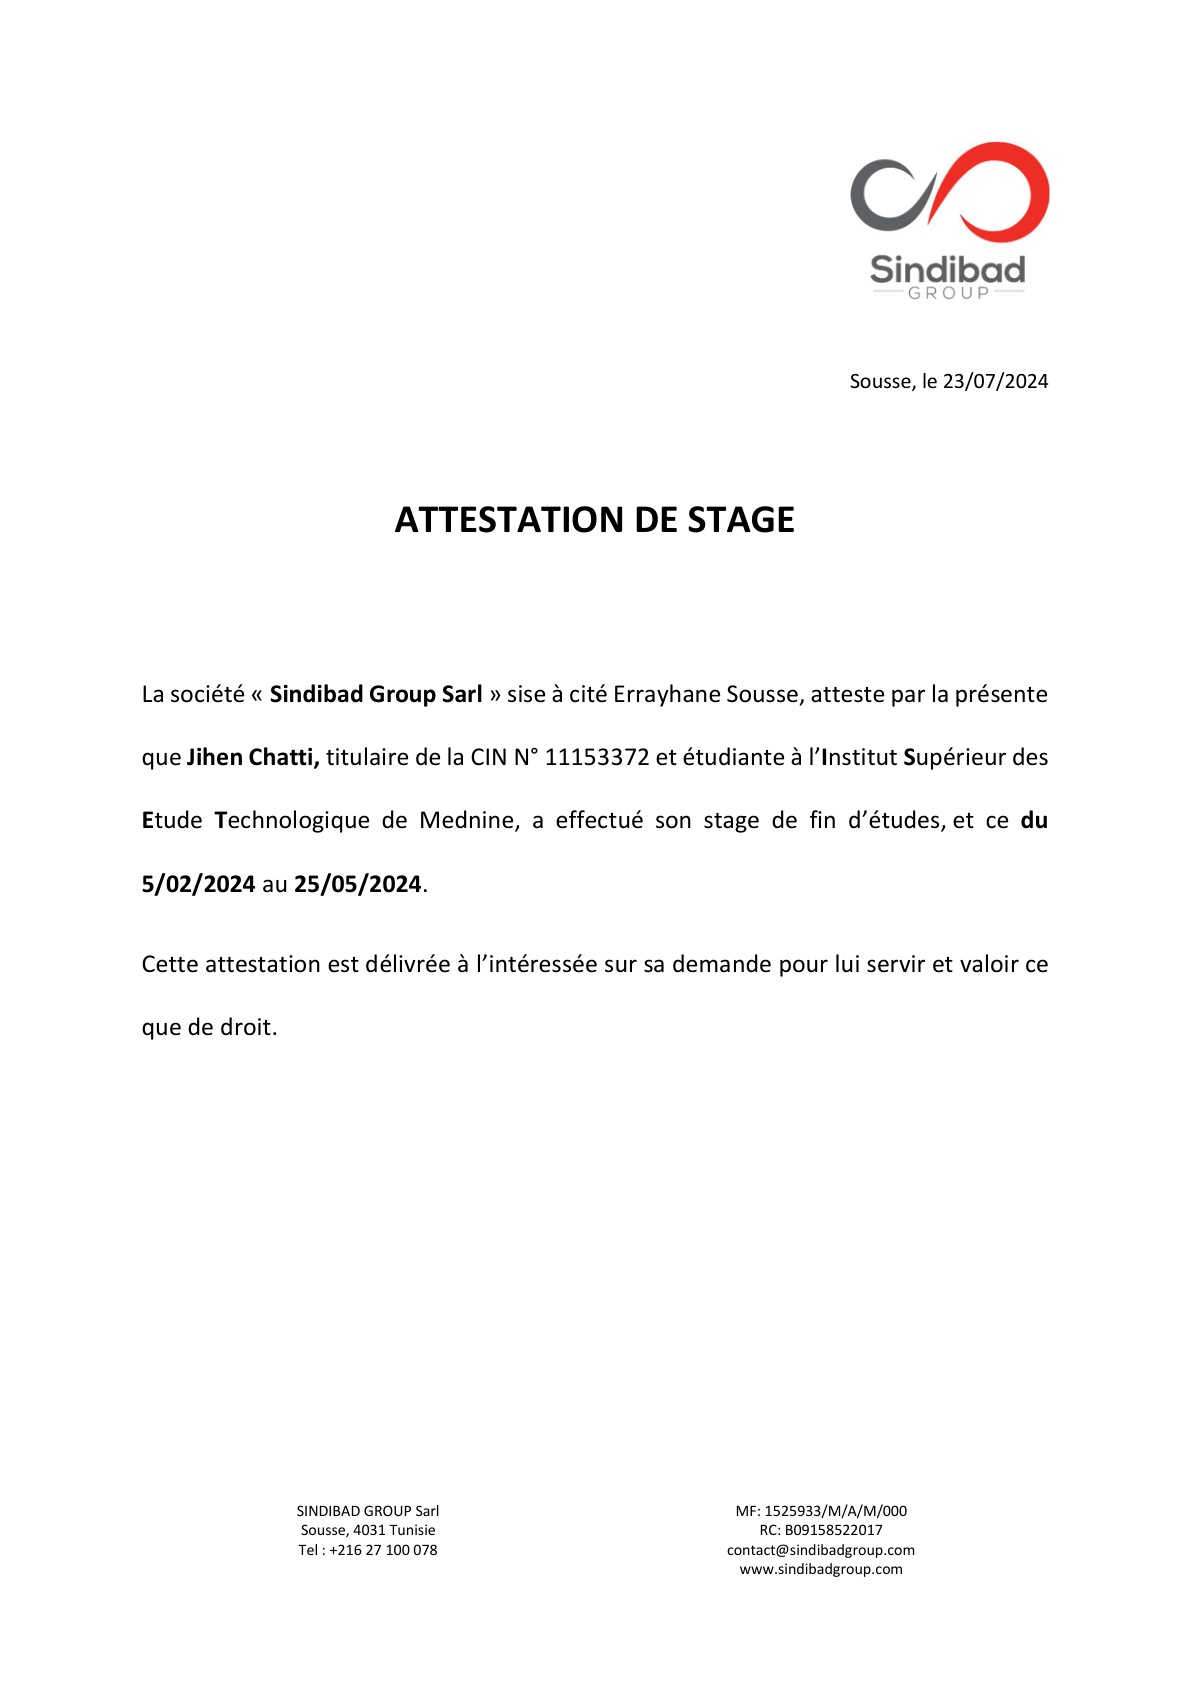 Sindibad
GROUP
Sousse, le 23/07/2024
ATTESTATION DE STAGE
La société « Sindibad Group Sarl » sise à cité Errayhane Sousse, atteste par la présente
que Jihen Chatti, titulaire de la CIN N° 11153372 et étudiante à l’Institut Supérieur des
Etude Technologique de Mednine, a effectué son stage de fin d’études, et ce du
5/02/2024 au 25/05/2024.
Cette attestation est délivrée à l’intéressée sur sa demande pour lui servir et valoir ce
que de droit.
SINDIBAD GROUP Sarl
Sousse, 4031 Tunisie
Tel : +216 27 100 078
MF: 1525933/M/A/M/000
RC: B09158522017
contact@sindibadgroup.com
www.sindibadgroup.com